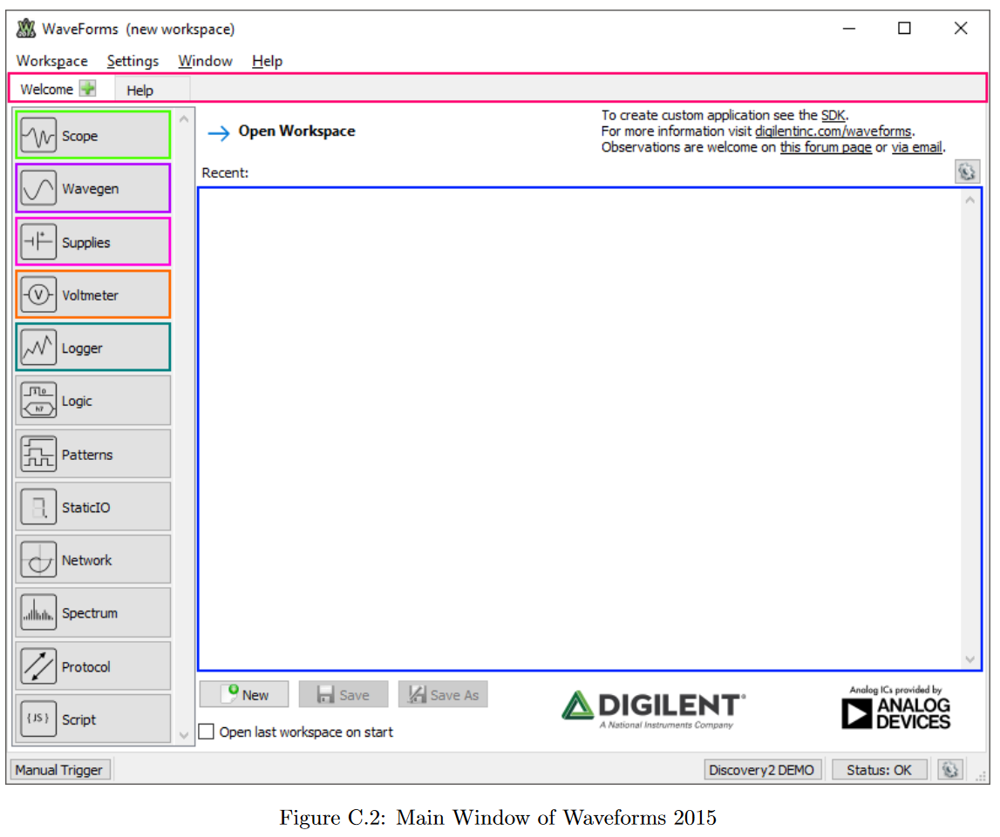 WaveForms (new workspace)
Workspace Settings Window Help
Welcome Help
Scope
Wavegen
Supplies
Voltmeter
Logger
Logic
Patterns
StaticIO
Network
Spectrum
Protocol
{JS} Script
Open Workspace
To create custom application see the SDK.
For more information visit digilentinc.com/waveforms.
Observations are welcome on this forum page or via email.
Recent:
New Save Save As
Open last workspace on start
DIGILENT
A National Instruments Company
Analog ICs provided by
ANALOG
DEVICES
Manual Trigger
Discovery2 DEMO Status: OK
Figure C.2: Main Window of Waveforms 2015